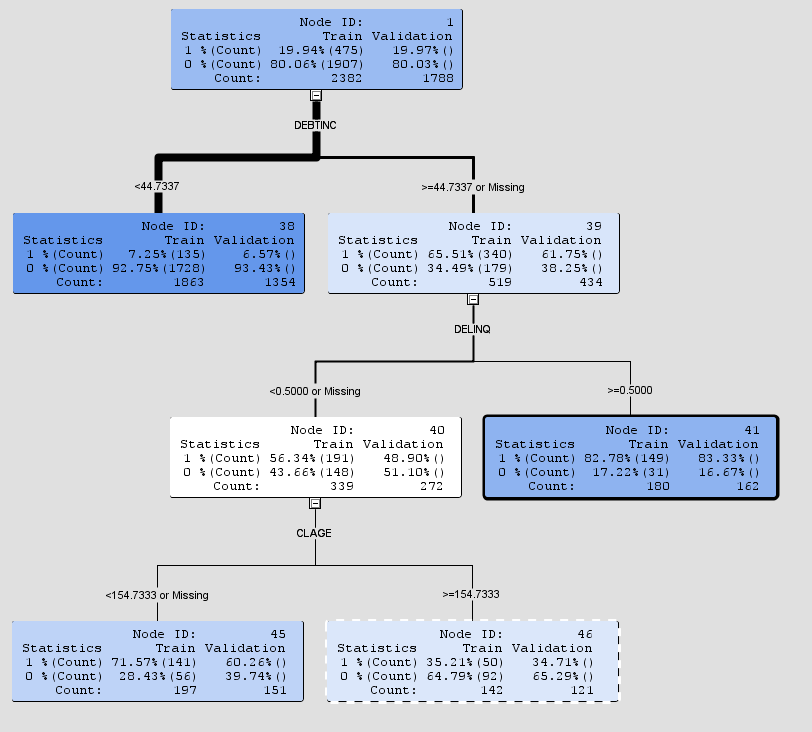 Node ID: 1
Statistics Train Validation
1 %(Count) 19.94%(475) 19.97%()
0 %(Count) 80.06%(1907) 80.03%()
Count: 2382 1788
DEBTINC
<44.7337
>=44.7337 or Missing
Node ID: 38
Statistics Train Validation
1 %(Count) 7.25%(135) 6.57%()
0 %(Count) 92.75%(1728) 93.43%()
Count: 1863 1354
Node ID: 39
Statistics Train Validation
1 %(Count) 65.51%(340) 61.75%()
0 %(Count) 34.49%(179) 38.25%()
Count: 519 434
DELINQ
<0.5000 or Missing
>=0.5000
Node ID: 40
Statistics Train Validation
1 %(Count) 56.34%(191) 48.90%()
0 %(Count) 43.66%(148) 51.10%()
Count: 339 272
Node ID: 41
Statistics Train Validation
1 %(Count) 82.78%(149) 83.33%()
0 %(Count) 17.22%(31) 16.67%()
Count: 180 162
CLAGE
<154.7333 or Missing
>=154.7333
Node ID: 45
Statistics Train Validation
1 %(Count) 71.57%(141) 60.26%()
0 %(Count) 28.43%(56) 39.74%()
Count: 197 151
Node ID: 46
Statistics Train Validation
1 %(Count) 35.21%(50) 34.71%()
0 %(Count) 64.79%(92) 65.29%()
Count: 142 121